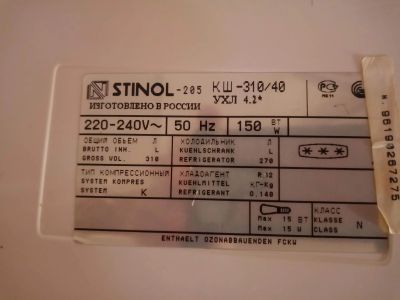 STINOL -205 КШ-310/40
УХЛ 4.2*
ИЗГОТОВЛЕНО В РОССИИ
220-240V~ 50 Hz 150 ВТ W
ОБЩИЙ ОБЪЕМ Л
BRUTTO INH. L
GROSS VOL. 310
ХОЛОДИЛЬНИК Л
KUEHLSCHRANK L
REFRIGERATOR 270
ТИП КОМПРЕССИОННЫЙ
SYSTEM KOMPRES
SYSTEM K
ХЛАДОАГЕНТ R.12
KUEHLMITTEL КГ-Kg
REFRIGERATOR 0,140
Max 15 ВТ
Max 15 W
КЛАСС
KLASSE N
CLASS
ENTHAELT OZONABBAUENDEN FCKW